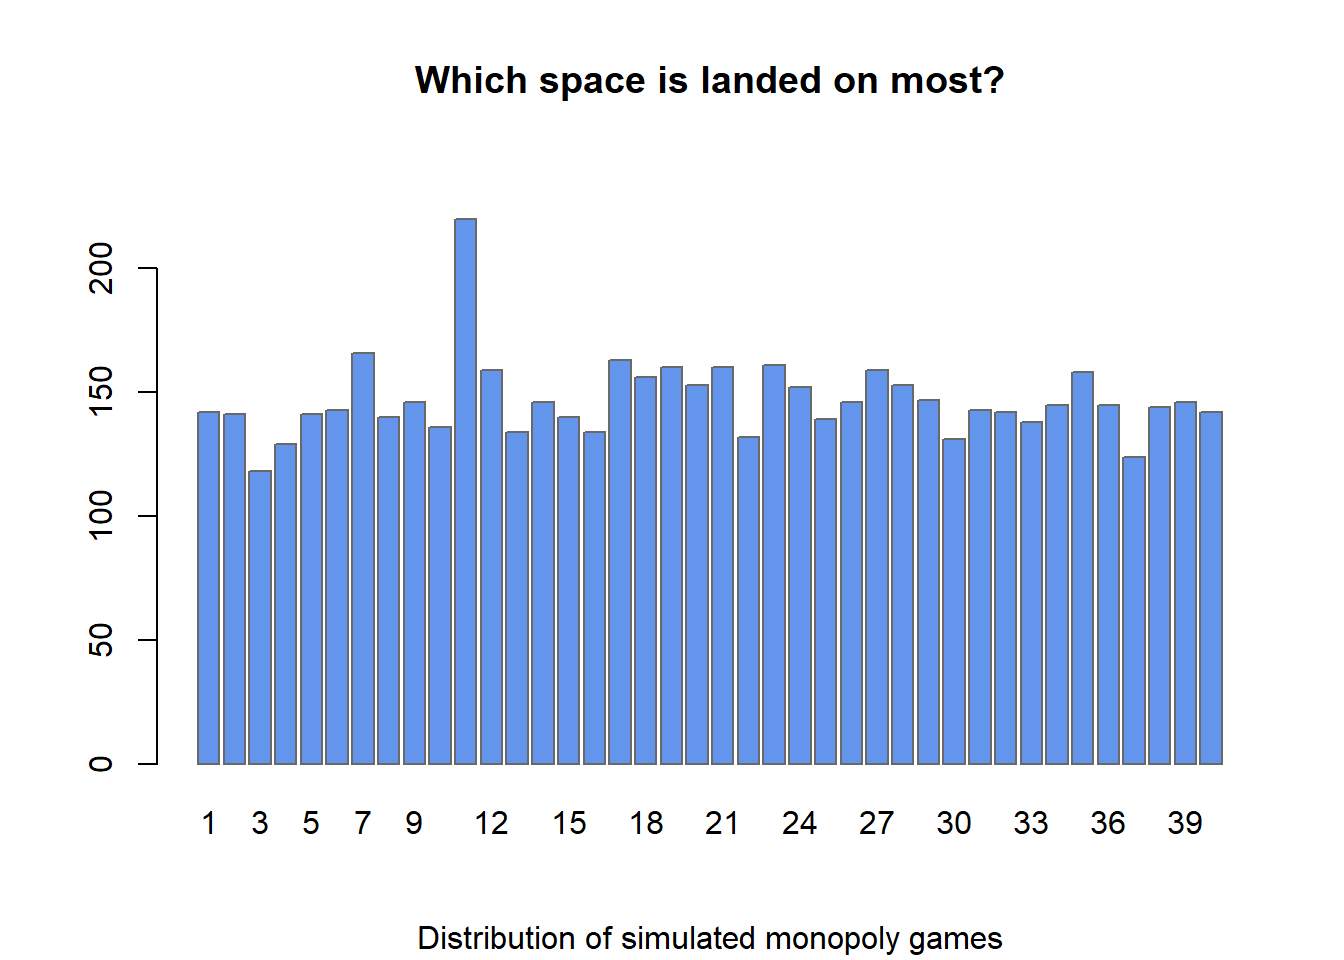 Which space is landed on most?
200
150
100
50
0
1 3 5 7 9 12 15 18 21 24 27 30 33 36 39
Distribution of simulated monopoly games